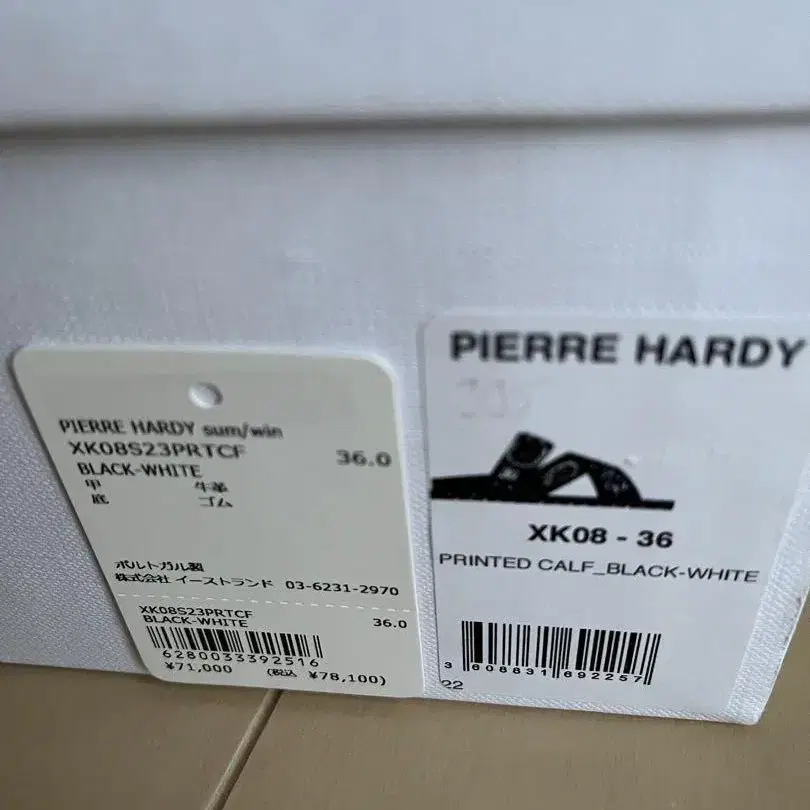 PIERRE HARDY sum/win
XK08S23PRTCF 36.0
BLACK-WHITE
甲 牛革
底 ゴム
ポルトガル製
株式会社 イーストランド 03-6231-2970
XK08S23PRTCF
BLACK-WHITE 36.0
6280033392516
¥71,000 (税込 ¥78,100)
PIERRE HARDY
XK08 - 36
PRINTED CALF_BLACK-WHITE
3 608831 692257
22